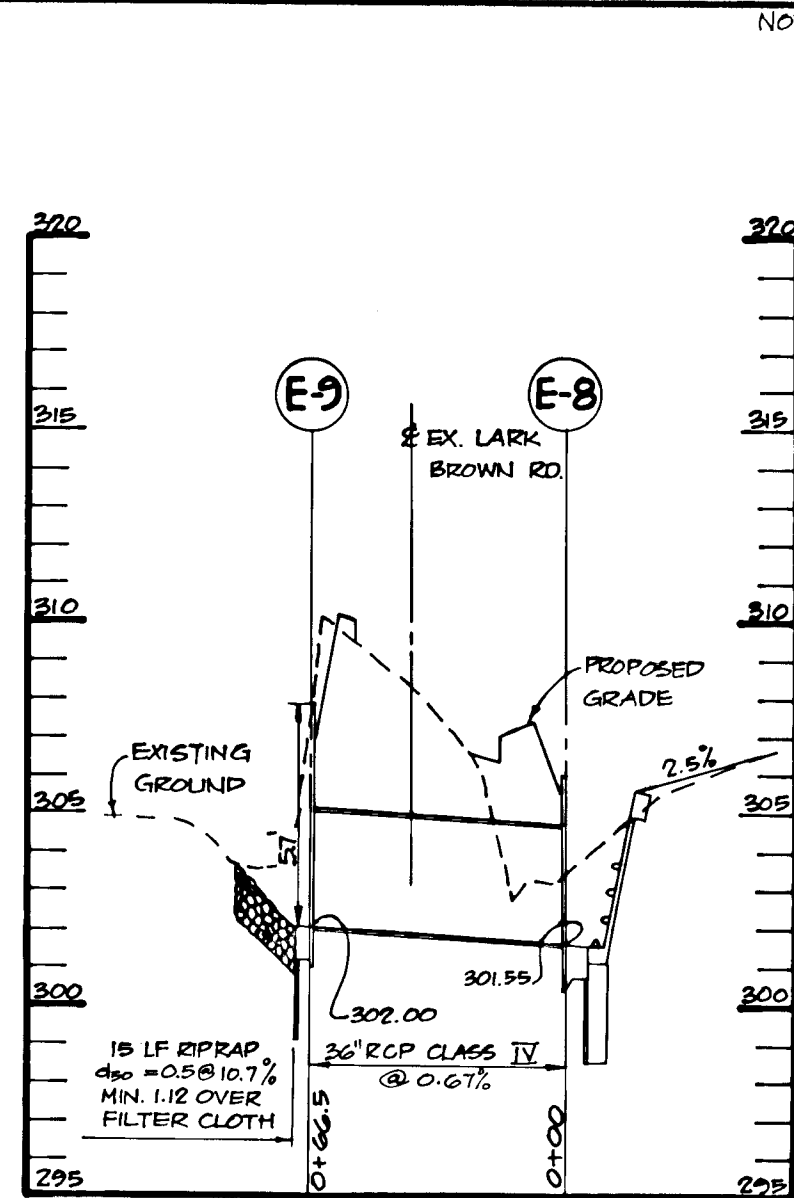 NO
320
320
E-9
E-8
315
315
℄ EX. LARK
BROWN RD.
310
310
PROPOSED
GRADE
EXISTING
GROUND
2.5%
305
305
5.7'
301.55
300
300
302.00
15 LF RIPRAP
d50 = 0.5 @ 10.7%
MIN. 1.12 OVER
FILTER CLOTH
36" RCP CLASS IV
@ 0.67%
0+66.5
0+00
295
295